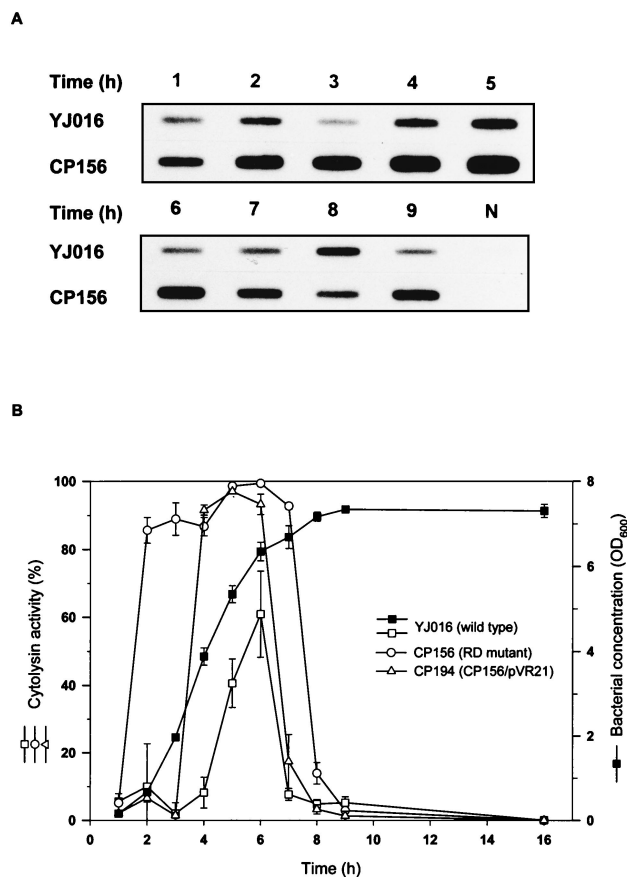 A
Time (h) 1 2 3 4 5
YJ016
CP156
Time (h) 6 7 8 9 N
YJ016
CP156
B
100
80
60
40
20
0
Cytolysin activity (%)
8
6
4
2
0
Bacterial concentration (OD600)
YJ016 (wild type)
CP156 (RD mutant)
CP194 (CP156/pVR21)
0 2 4 6 8 10 12 14 16
Time (h)